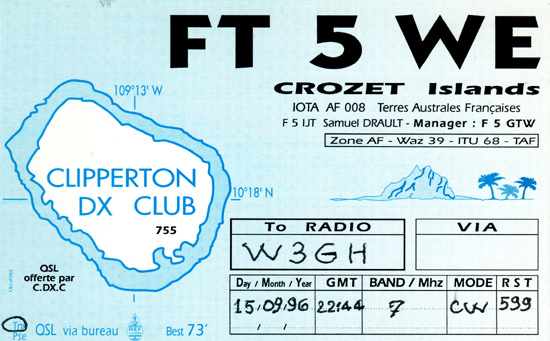 FT 5 WE
CROZET Islands
IOTA AF 008 Terres Australes Françaises
F 5 IJT Samuel DRAULT - Manager : F 5 GTW
Zone AF - Waz 39 - ITU 68 - TAF
109°13' W
CLIPPERTON
DX CLUB
755
10°18 N
QSL
offerte par
C.DX.C
To RADIO
W3GH
VIA
Day / Month / Year GMT BAND / Mhz MODE R S T
15.09.96 22:44 7 CW 599
/ /
Tnx
Pse
QSL via bureau
Best 73'